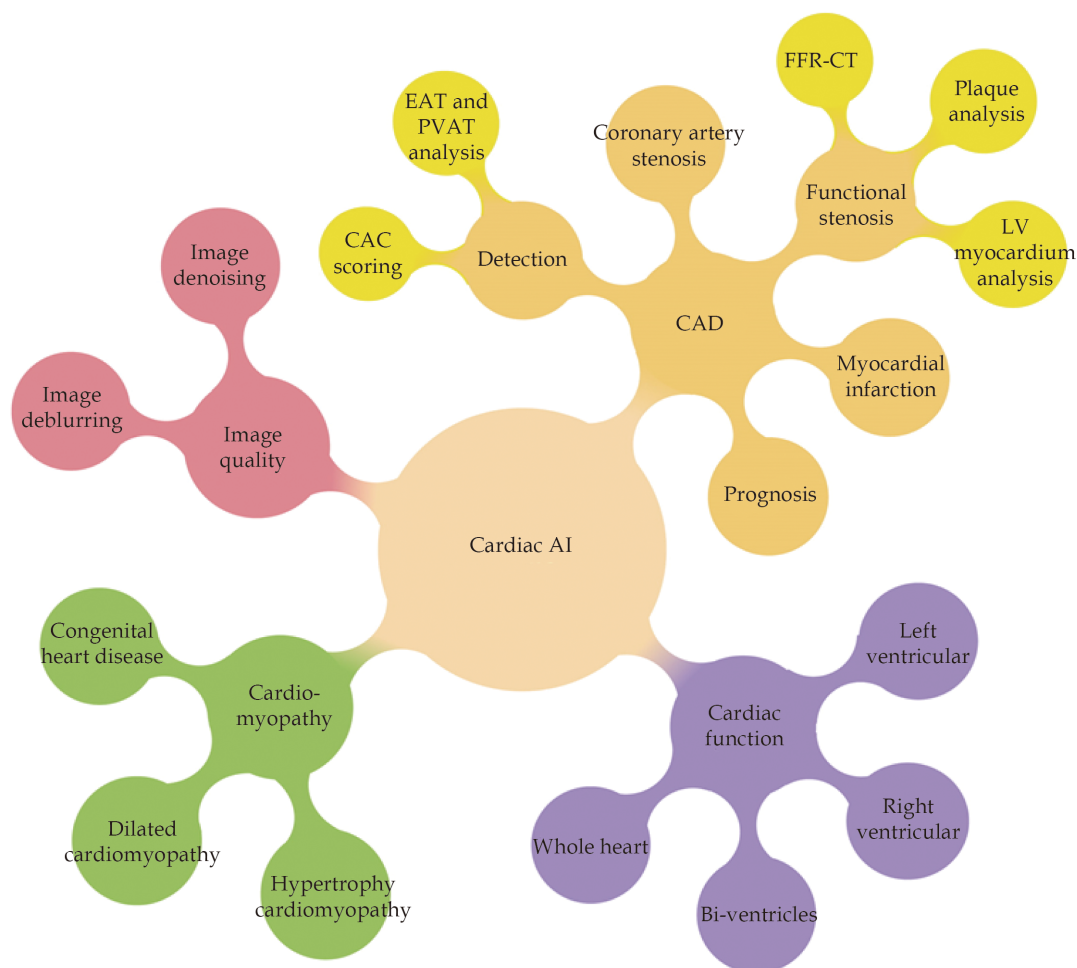 FFR-CT
Plaque
analysis
EAT and
PVAT
analysis
Coronary artery
stenosis
Functional
stenosis
LV
myocardium
analysis
CAC
scoring
Detection
Image
denoising
CAD
Myocardial
infarction
Image
deblurring
Image
quality
Prognosis
Cardiac AI
Congenital
heart disease
Cardio-
myopathy
Left
ventricular
Cardiac
function
Dilated
cardiomyopathy
Right
ventricular
Whole heart
Hypertrophy
cardiomyopathy
Bi-ventricles